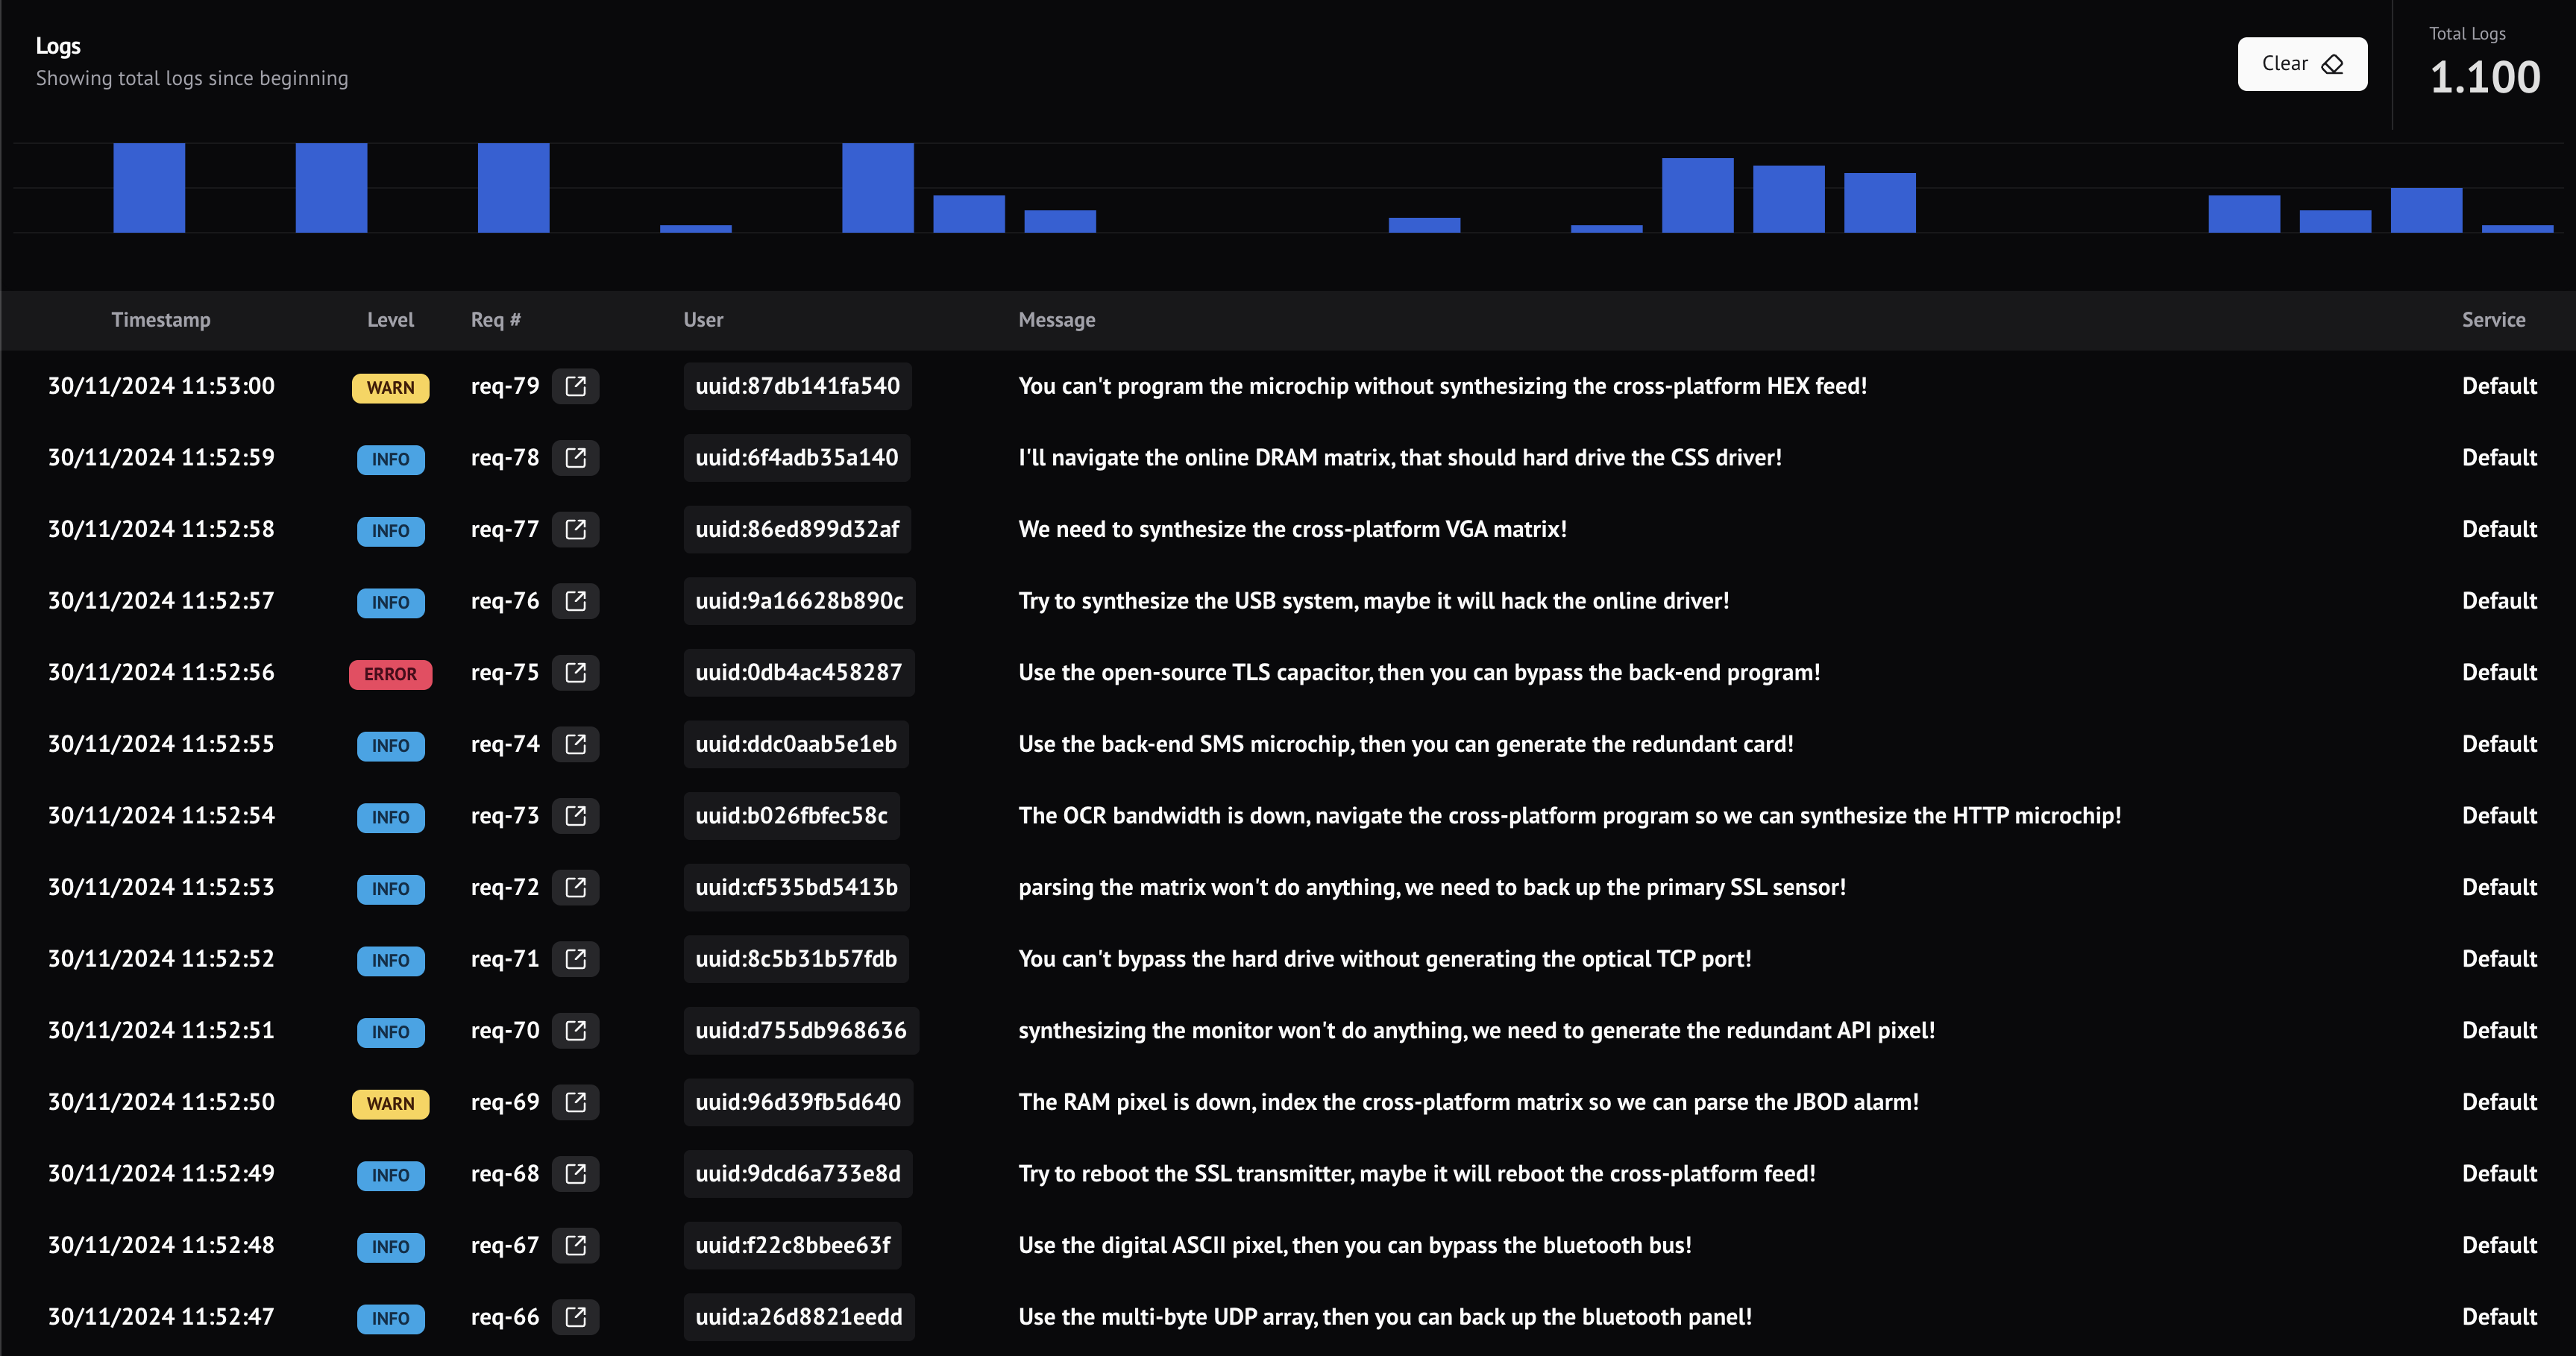 Logs
Showing total logs since beginning
Clear
Total Logs
1.100
Timestamp Level Req # User Message Service
30/11/2024 11:53:00 WARN req-79 uuid:87db141fa540 You can't program the microchip without synthesizing the cross-platform HEX feed! Default
30/11/2024 11:52:59 INFO req-78 uuid:6f4adb35a140 I'll navigate the online DRAM matrix, that should hard drive the CSS driver! Default
30/11/2024 11:52:58 INFO req-77 uuid:86ed899d32af We need to synthesize the cross-platform VGA matrix! Default
30/11/2024 11:52:57 INFO req-76 uuid:9a16628b890c Try to synthesize the USB system, maybe it will hack the online driver! Default
30/11/2024 11:52:56 ERROR req-75 uuid:0db4ac458287 Use the open-source TLS capacitor, then you can bypass the back-end program! Default
30/11/2024 11:52:55 INFO req-74 uuid:ddc0aab5e1eb Use the back-end SMS microchip, then you can generate the redundant card! Default
30/11/2024 11:52:54 INFO req-73 uuid:b026fbfec58c The OCR bandwidth is down, navigate the cross-platform program so we can synthesize the HTTP microchip! Default
30/11/2024 11:52:53 INFO req-72 uuid:cf535bd5413b parsing the matrix won't do anything, we need to back up the primary SSL sensor! Default
30/11/2024 11:52:52 INFO req-71 uuid:8c5b31b57fdb You can't bypass the hard drive without generating the optical TCP port! Default
30/11/2024 11:52:51 INFO req-70 uuid:d755db968636 synthesizing the monitor won't do anything, we need to generate the redundant API pixel! Default
30/11/2024 11:52:50 WARN req-69 uuid:96d39fb5d640 The RAM pixel is down, index the cross-platform matrix so we can parse the JBOD alarm! Default
30/11/2024 11:52:49 INFO req-68 uuid:9dcd6a733e8d Try to reboot the SSL transmitter, maybe it will reboot the cross-platform feed! Default
30/11/2024 11:52:48 INFO req-67 uuid:f22c8bbee63f Use the digital ASCII pixel, then you can bypass the bluetooth bus! Default
30/11/2024 11:52:47 INFO req-66 uuid:a26d8821eedd Use the multi-byte UDP array, then you can back up the bluetooth panel! Default